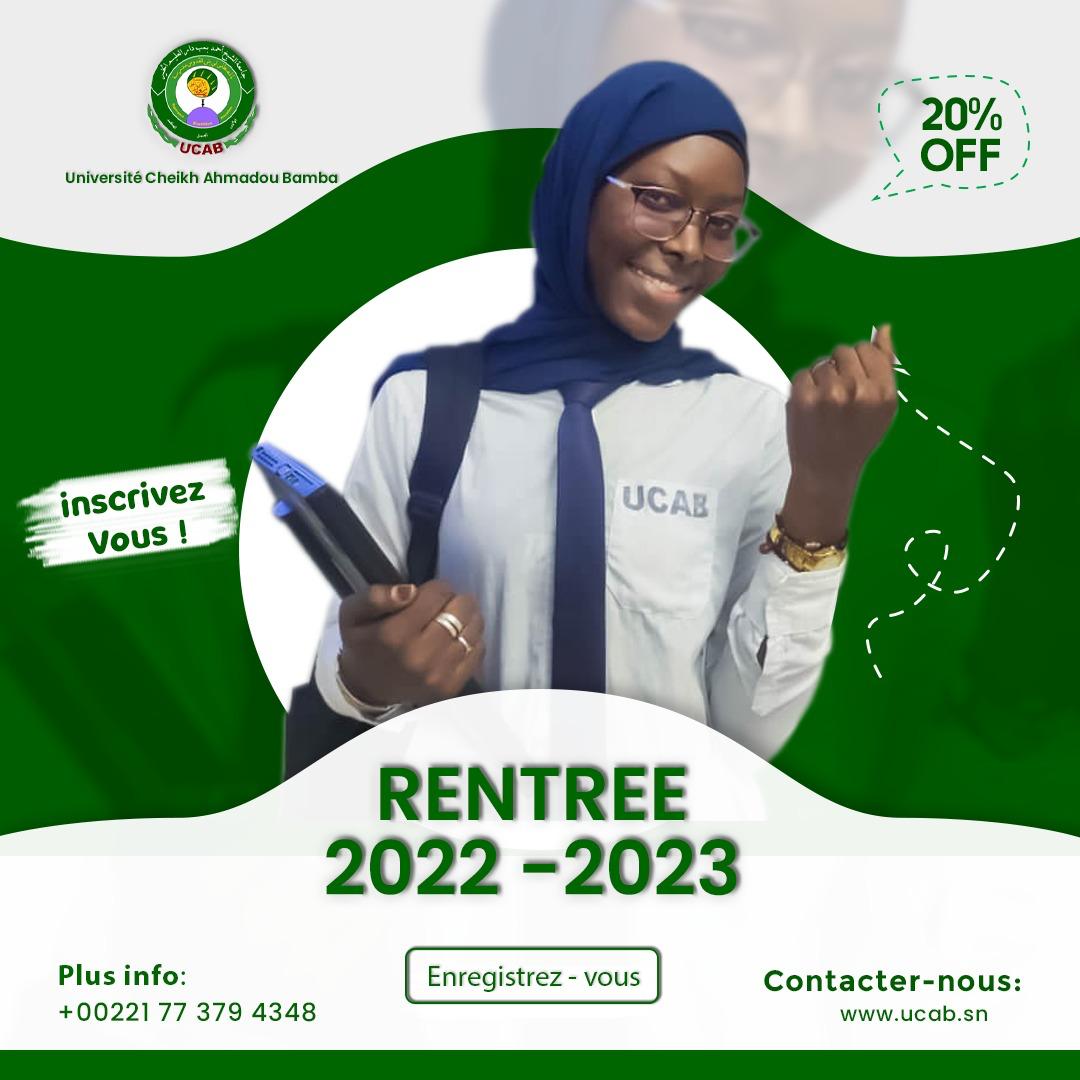 UCAB
Université Cheikh Ahmadou Bamba
20%
OFF
inscrivez
Vous !
UCAB
RENTREE
2022 -2023
Plus info:
+00221 77 379 4348
Enregistrez - vous
Contacter-nous:
www.ucab.sn